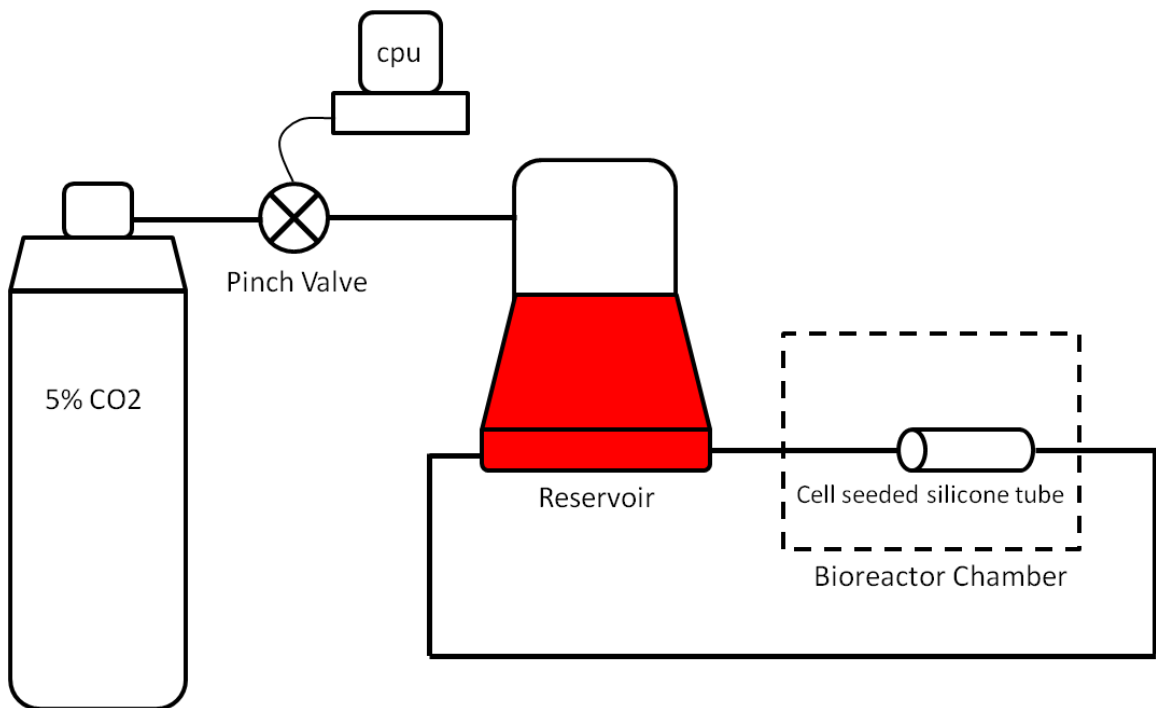 cpu
Pinch Valve
5% CO2
Reservoir
Cell seeded silicone tube
Bioreactor Chamber